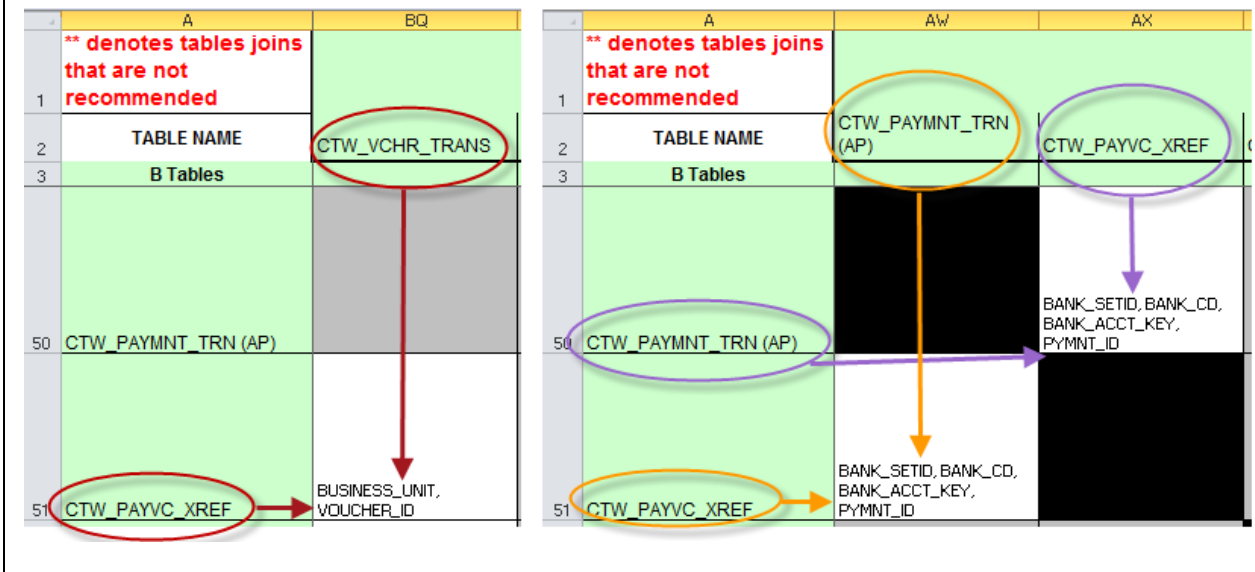 A BQ
1 ** denotes tables joins
that are not
recommended
2 TABLE NAME CTW_VCHR_TRANS
3 B Tables
50 CTW_PAYMNT_TRN (AP)
51 CTW_PAYVC_XREF BUSINESS_UNIT,
VOUCHER_ID
A AW AX
1 ** denotes tables joins
that are not
recommended
2 TABLE NAME CTW_PAYMNT_TRN
(AP) CTW_PAYVC_XREF
3 B Tables
50 CTW_PAYMNT_TRN (AP) BANK_SETID, BANK_CD,
BANK_ACCT_KEY,
PYMNT_ID
51 CTW_PAYVC_XREF BANK_SETID, BANK_CD,
BANK_ACCT_KEY,
PYMNT_ID